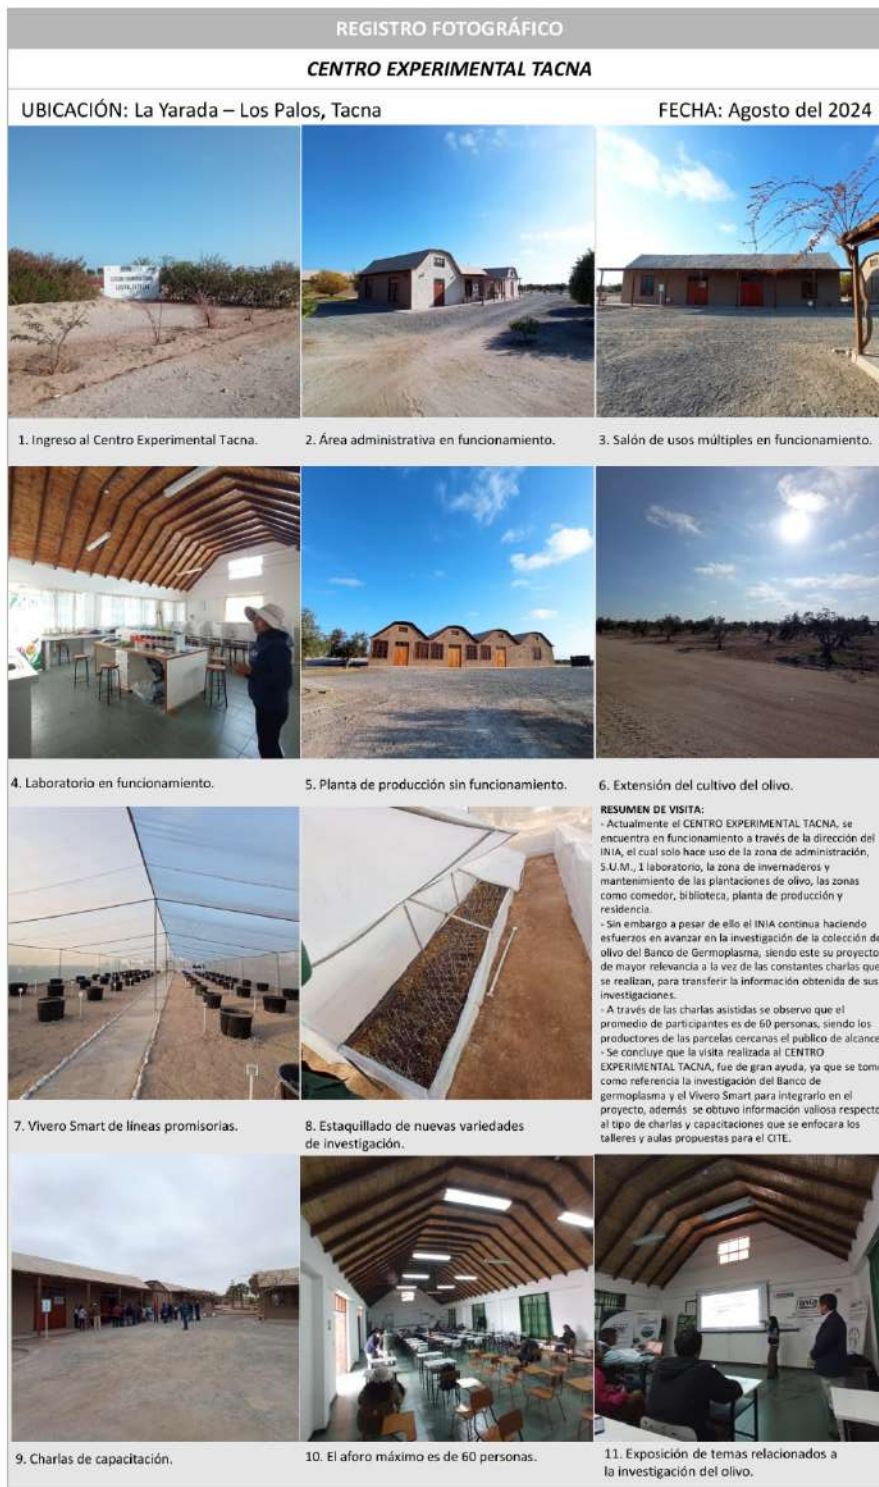 REGISTRO FOTOGRÁFICO
CENTRO EXPERIMENTAL TACNA
UBICACIÓN: La Yarada – Los Palos, Tacna
FECHA: Agosto del 2024
1. Ingreso al Centro Experimental Tacna.
2. Área administrativa en funcionamiento.
3. Salón de usos múltiples en funcionamiento.
4. Laboratorio en funcionamiento.
5. Planta de producción sin funcionamiento.
6. Extensión del cultivo del olivo.
RESUMEN DE VISITA:
- Actualmente el CENTRO EXPERIMENTAL TACNA, se
encuentra en funcionamiento a través de la dirección del
INIA, el cual solo hace uso de la zona de administración,
S.U.M., 1 laboratorio, la zona de invernaderos y
mantenimiento de las plantaciones de olivo, las zonas
como comedor, biblioteca, planta de producción y
residencia.
- Sin embargo a pesar de ello el INIA continua haciendo
esfuerzos en avanzar en la investigación de la colección de
olivo del Banco de Germoplasma, siendo este su proyecto
de mayor relevancia a la vez de las constantes charlas que
se realizan, para transferir la información obtenida de sus
investigaciones.
- A través de las charlas asistidas se observo que el
promedio de participantes es de 60 personas, siendo los
productores de las parcelas cercanas el publico de alcance
- Se concluye que la visita realizada al CENTRO
EXPERIMENTAL TACNA, fue de gran ayuda, ya que se tomo
como referencia la investigación del Banco de
germoplasma y el Vivero Smart para integrarlo en el
proyecto, además se obtuvo información valiosa respecto
al tipo de charlas y capacitaciones que se enfocara los
talleres y aulas propuestas para el CITE.
7. Vivero Smart de líneas promisorias.
8. Estaquillado de nuevas variedades
de investigación.
9. Charlas de capacitación.
10. El aforo máximo es de 60 personas.
11. Exposición de temas relacionados a
la investigación del olivo.